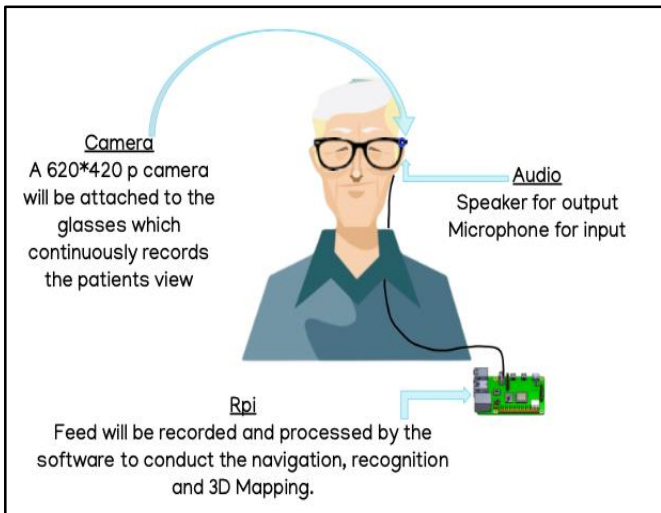 Camera
A 620*420 p camera
will be attached to the
glasses which
continuously records
the patients view
Audio
Speaker for output
Microphone for input
Rpi
Feed will be recorded and processed by the
software to conduct the navigation, recognition
and 3D Mapping.